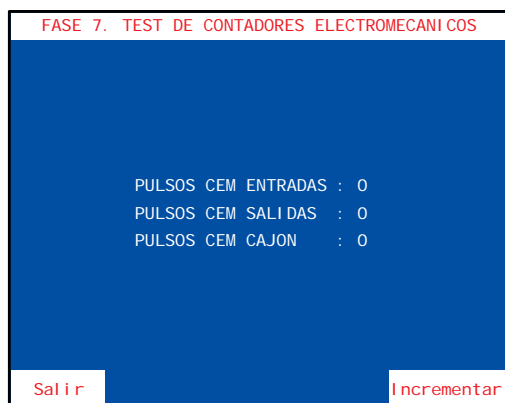 FASE 7. TEST DE CONTADORES ELECTROMECANICOS
PULSOS CEM ENTRADAS : 0
PULSOS CEM SALIDAS : 0
PULSOS CEM CAJON : 0
Salir
Incrementar